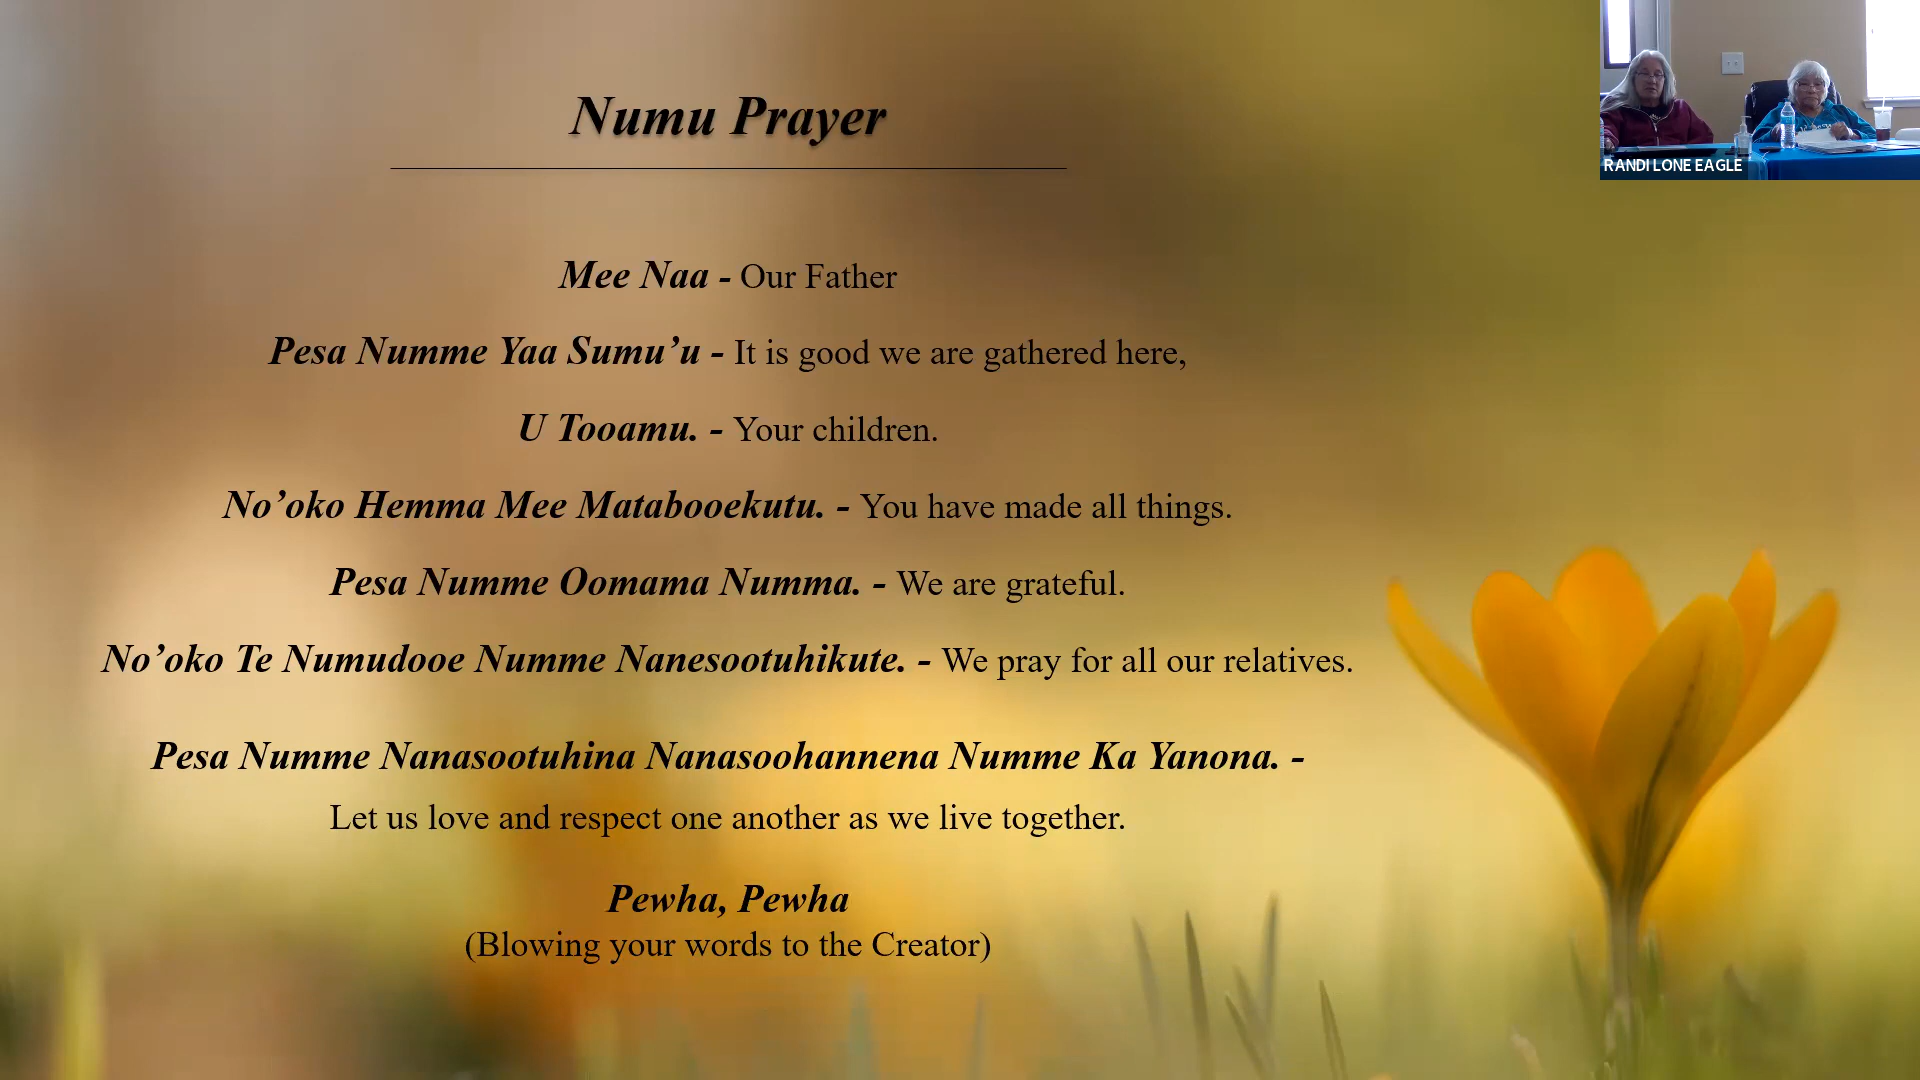 Numu Prayer
Mee Naa - Our Father
Pesa Numme Yaa Sumu’u - It is good we are gathered here,
U Tooamu. - Your children.
No’oko Hemma Mee Matabooekutu. - You have made all things.
Pesa Numme Oomama Numma. - We are grateful.
No’oko Te Numudooe Numme Nanesootuhikute. - We pray for all our relatives.
Pesa Numme Nanasootuhina Nanasoohannena Numme Ka Yanona. -
Let us love and respect one another as we live together.
Pewha, Pewha
(Blowing your words to the Creator)
RANDI LONE EAGLE